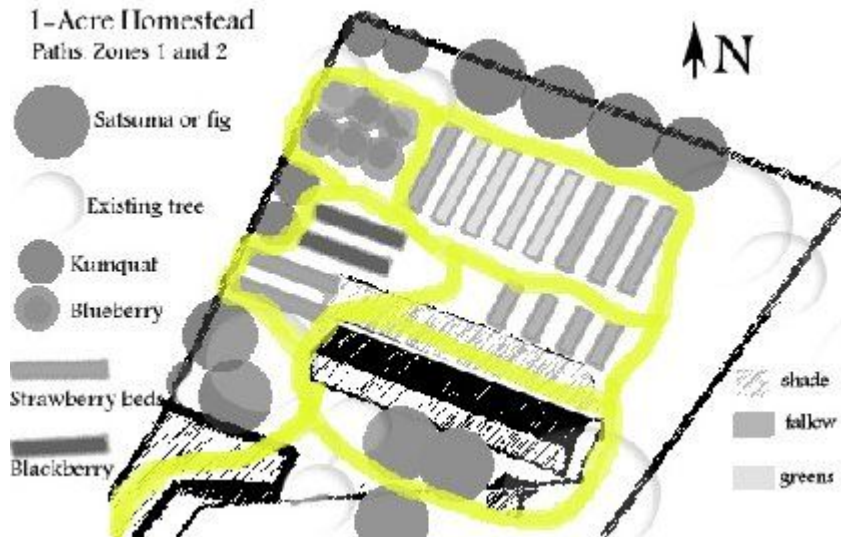 1-Acre Homestead
Paths. Zones 1 and 2
N
Satsuma or fig
Existing tree
Kumquat
Blueberry
Strawberry beds
Blackberry
shade
fallow
greens